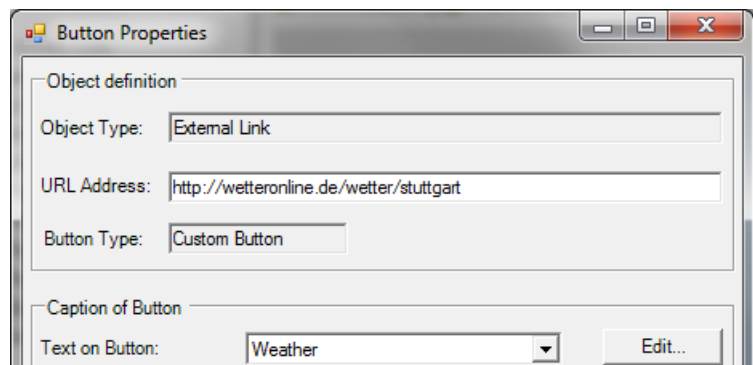 Button Properties
Object definition
Object Type: External Link
URL Address: http://wetteronline.de/wetter/stuttgart
Button Type: Custom Button
Caption of Button
Text on Button: Weather Edit...